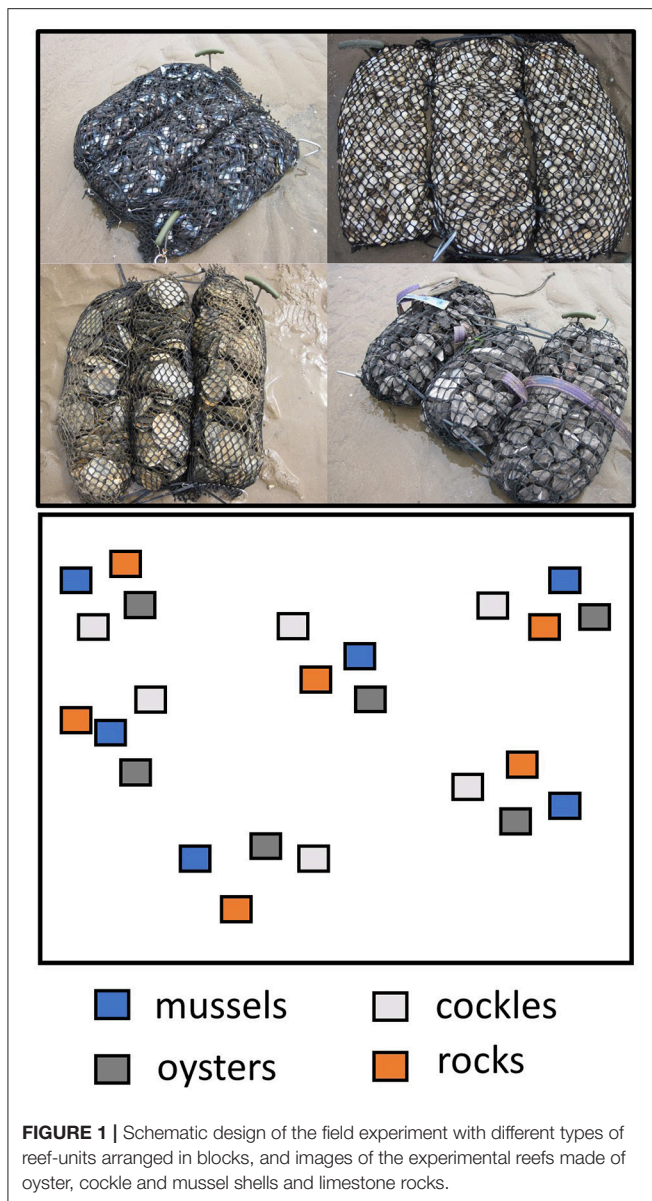 mussels
cockles
oysters
rocks
FIGURE 1 | Schematic design of the field experiment with different types of
reef-units arranged in blocks, and images of the experimental reefs made of
oyster, cockle and mussel shells and limestone rocks.